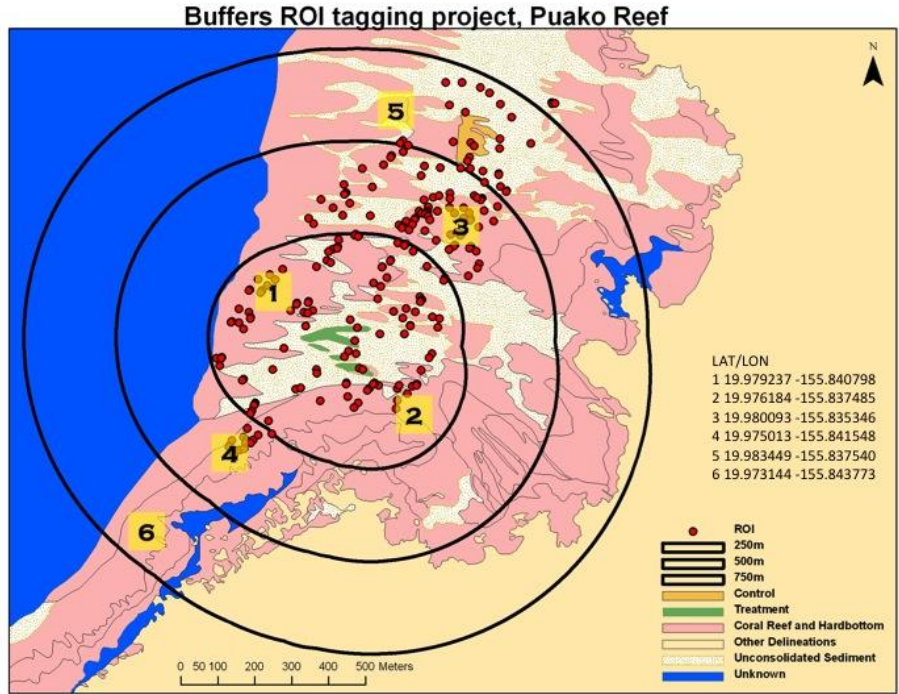 Buffers ROI tagging project, Puako Reef
N
5
3
1
2
4
6
LAT/LON
1 19.979237 -155.840798
2 19.976184 -155.837485
3 19.980093 -155.835346
4 19.975013 -155.841548
5 19.983449 -155.837540
6 19.973144 -155.843773
ROI
250m
500m
750m
Control
Treatment
Coral Reef and Hardbottom
Other Delineations
Unconsolidated Sediment
Unknown
0 50 100 200 300 400 500 Meters